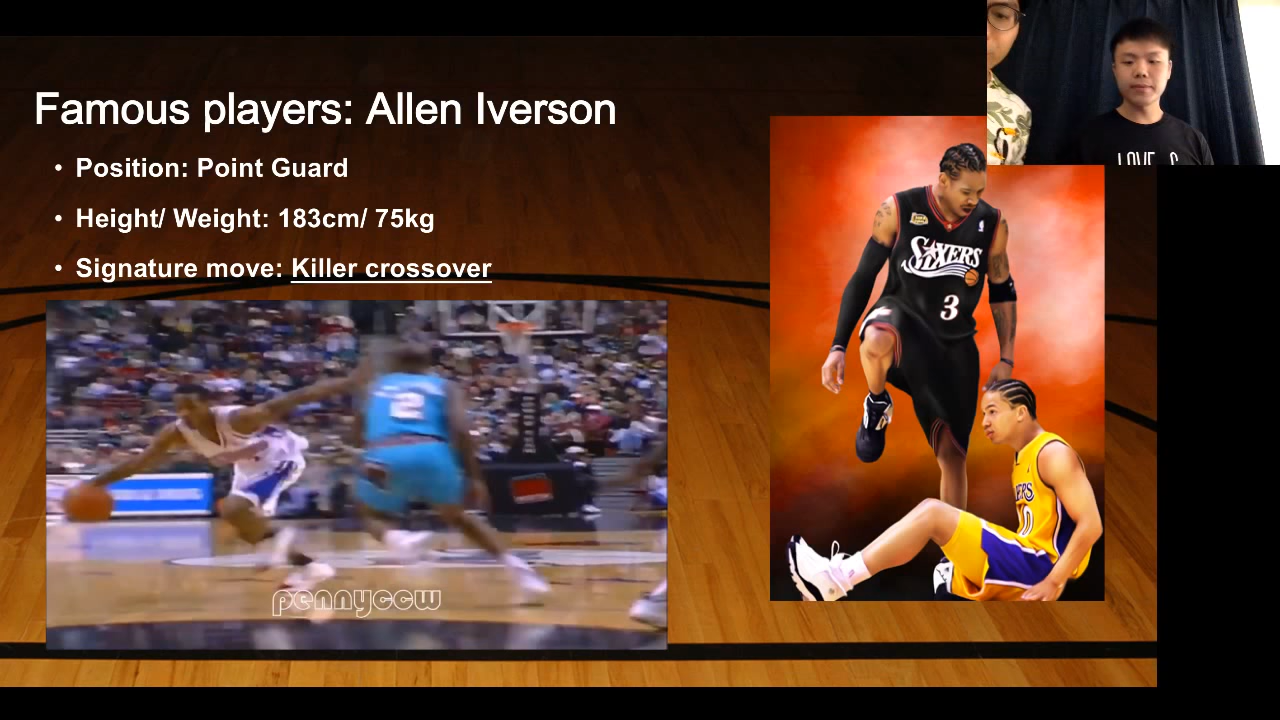 Famous players: Allen Iverson
• Position: Point Guard
• Height/ Weight: 183cm/ 75kg
• Signature move: Killer crossover
LOVE
SIXERS
3
2
pennyccw